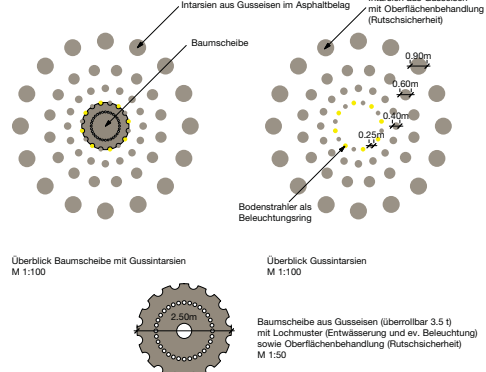 Intarsien aus Gusseisen im Asphaltbelag
Baumscheibe
mit Oberflächenbehandlung
(Rutschsicherheit)
0.90m
0.60m
0.40m
0.25m
Bodenstrahler als
Beleuchtungsring
Überblick Baumscheibe mit Gussintarsien
M 1:100
Überblick Gussintarsien
M 1:100
2.50m
Baumscheibe aus Gusseisen (überrollbar 3.5 t)
mit Lochmuster (Entwässerung und ev. Beleuchtung)
sowie Oberflächenbehandlung (Rutschsicherheit)
M 1:50